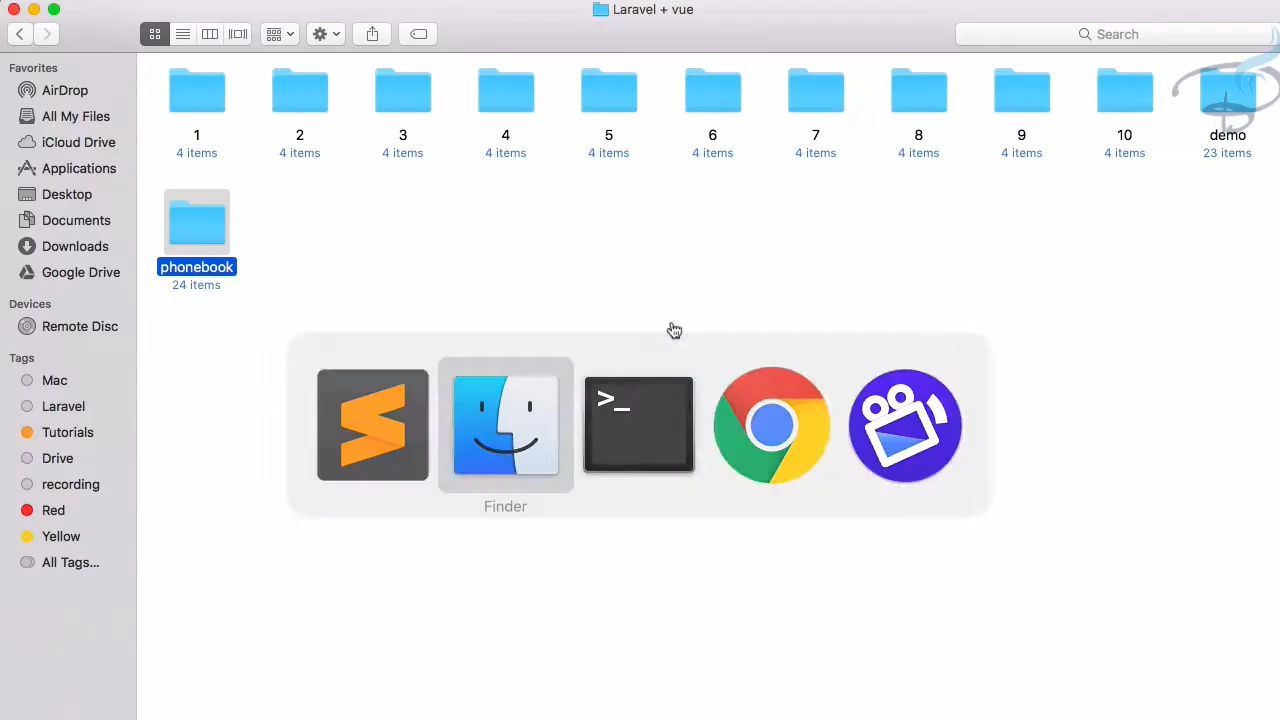 Laravel + vue
Search
Favorites
AirDrop
All My Files
iCloud Drive
Applications
Desktop
Documents
Downloads
Google Drive
Devices
Remote Disc
Tags
Mac
Laravel
Tutorials
Drive
recording
Red
Yellow
All Tags...
1
4 items
2
4 items
3
4 items
4
4 items
5
4 items
6
4 items
7
4 items
8
4 items
9
4 items
10
4 items
demo
23 items
phonebook
24 items
>_
Finder